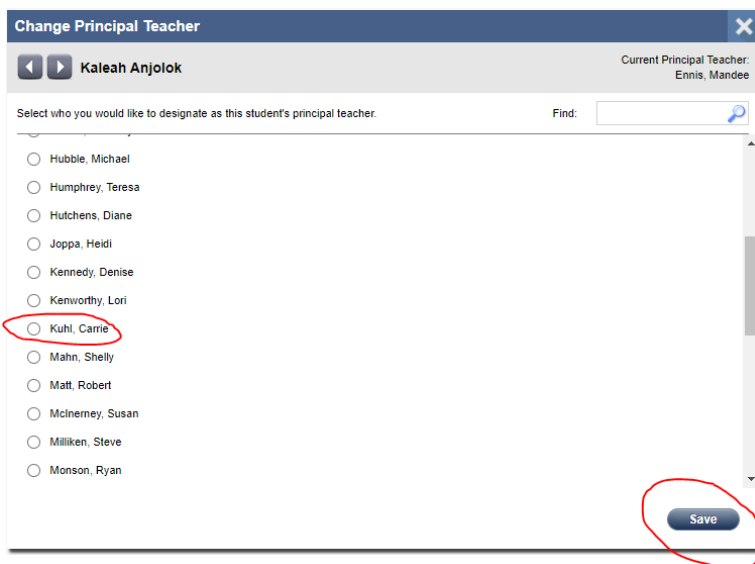 Change Principal Teacher
Kaleah Anjolok
Current Principal Teacher:
Ennis, Mandee
Select who you would like to designate as this student's principal teacher.
Find:
Hubble, Michael
Humphrey, Teresa
Hutchens, Diane
Joppa, Heidi
Kennedy, Denise
Kenworthy, Lori
Kuhl, Carrie
Mahn, Shelly
Matt, Robert
McInerney, Susan
Milliken, Steve
Monson, Ryan
Save